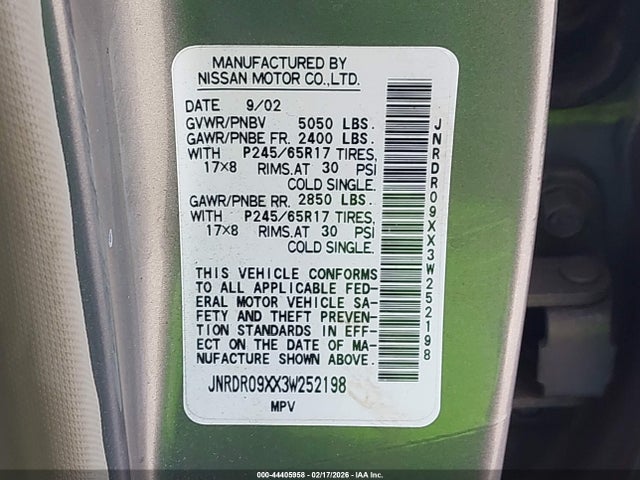 MANUFACTURED BY
NISSAN MOTOR CO., LTD.
DATE 9/02
GVWR/PNBV 5050 LBS.
GAWR/PNBE FR. 2400 LBS.
WITH P245/65R17 TIRES,
17×8 RIMS.AT 30 PSI
COLD SINGLE.
GAWR/PNBE RR. 2850 LBS.
WITH P245/65R17 TIRES,
17×8 RIMS.AT 30 PSI
COLD SINGLE.
THIS VEHICLE CONFORMS
TO ALL APPLICABLE FED-
ERAL MOTOR VEHICLE SA-
FETY AND THEFT PREVEN-
TION STANDARDS IN EFF-
ECT ON THE DATE OF MA-
NUFACTURE SHOWN ABOVE.
JNRDR09XX3W252198
MPV
JNRDR09XX3W252198
000-44405958 - 02/17/2026 - IAA Inc.